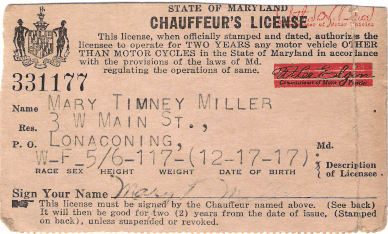 STATE OF MARYLAND
CHAUFFEUR'S LICENSE
This license, when officially stamped and dated, authorizes the
licensee to operate for TWO YEARS any motor vehicle OTHER
THAN MOTOR CYCLES in the State of Maryland in accordance
with the provisions of the laws of Md.
regulating the operations of same.
331177
Name MARY TIMNEY MILLER
Res. 3 W MAIN ST.,
P. O. LONACONING, Md.
W-F-5/6-117-(12-17-17)
RACE SEX HEIGHT WEIGHT DATE OF BIRTH
Description
of Licensee
Sign Your Name Mary T. M
This license must be signed by the Chauffeur named above. (See back)
It will then be good for two (2) years from the date of issue. (Stamped
on back), unless suspended or revoked.